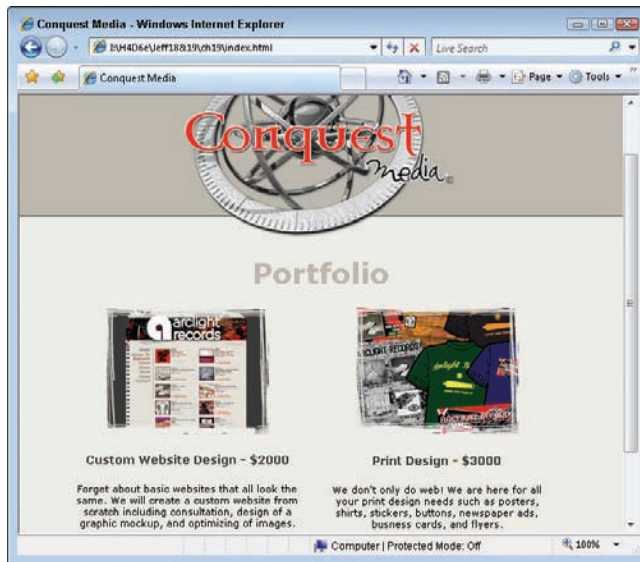 Conquest Media - Windows Internet Explorer
I:\H4D6e\Jeff18&19\ch19\index.html
Live Search
Conquest Media
Page
Tools
Conquest
Media
Portfolio
arclight
records
Custom Website Design - $2000
Print Design - $3000
Forget about basic websites that all look the
same. We will create a custom website from
scratch including consultation, design of a
graphic mockup, and optimizing of images.
We don't only do web! We are here for all
your print design needs such as posters,
shirts, stickers, buttons, newspaper ads,
busness cards, and flyers.
Computer | Protected Mode: Off
100%